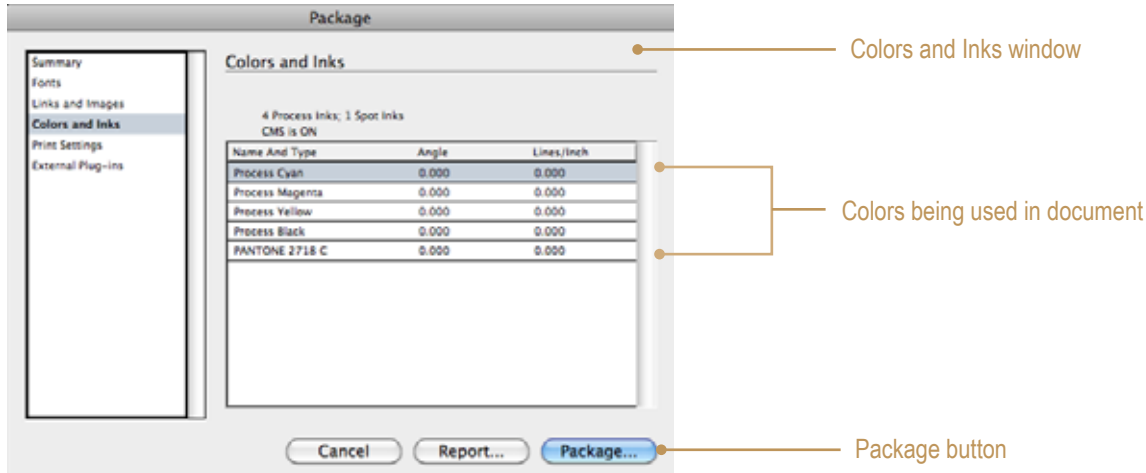 Package
Colors and Inks window
Summary
Fonts
Links and Images
Colors and Inks
Print Settings
External Plug-ins
Colors and Inks
4 Process Inks; 1 Spot Inks
CMS is ON
Name And Type Angle Lines/Inch
Process Cyan 0.000 0.000
Process Magenta 0.000 0.000
Process Yellow 0.000 0.000
Process Black 0.000 0.000
PANTONE 2718 C 0.000 0.000
Colors being used in document
Cancel Report... Package...
Package button